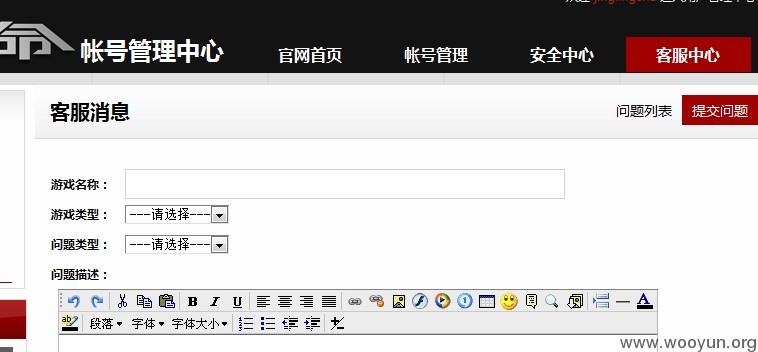 帐号管理中心 官网首页 帐号管理 安全中心 客服中心
客服消息 问题列表 提交问题
游戏名称：
游戏类型： ---请选择---
问题类型： ---请选择---
问题描述：
B I U A
ab 段落 字体 字体大小
www.wooyun.org